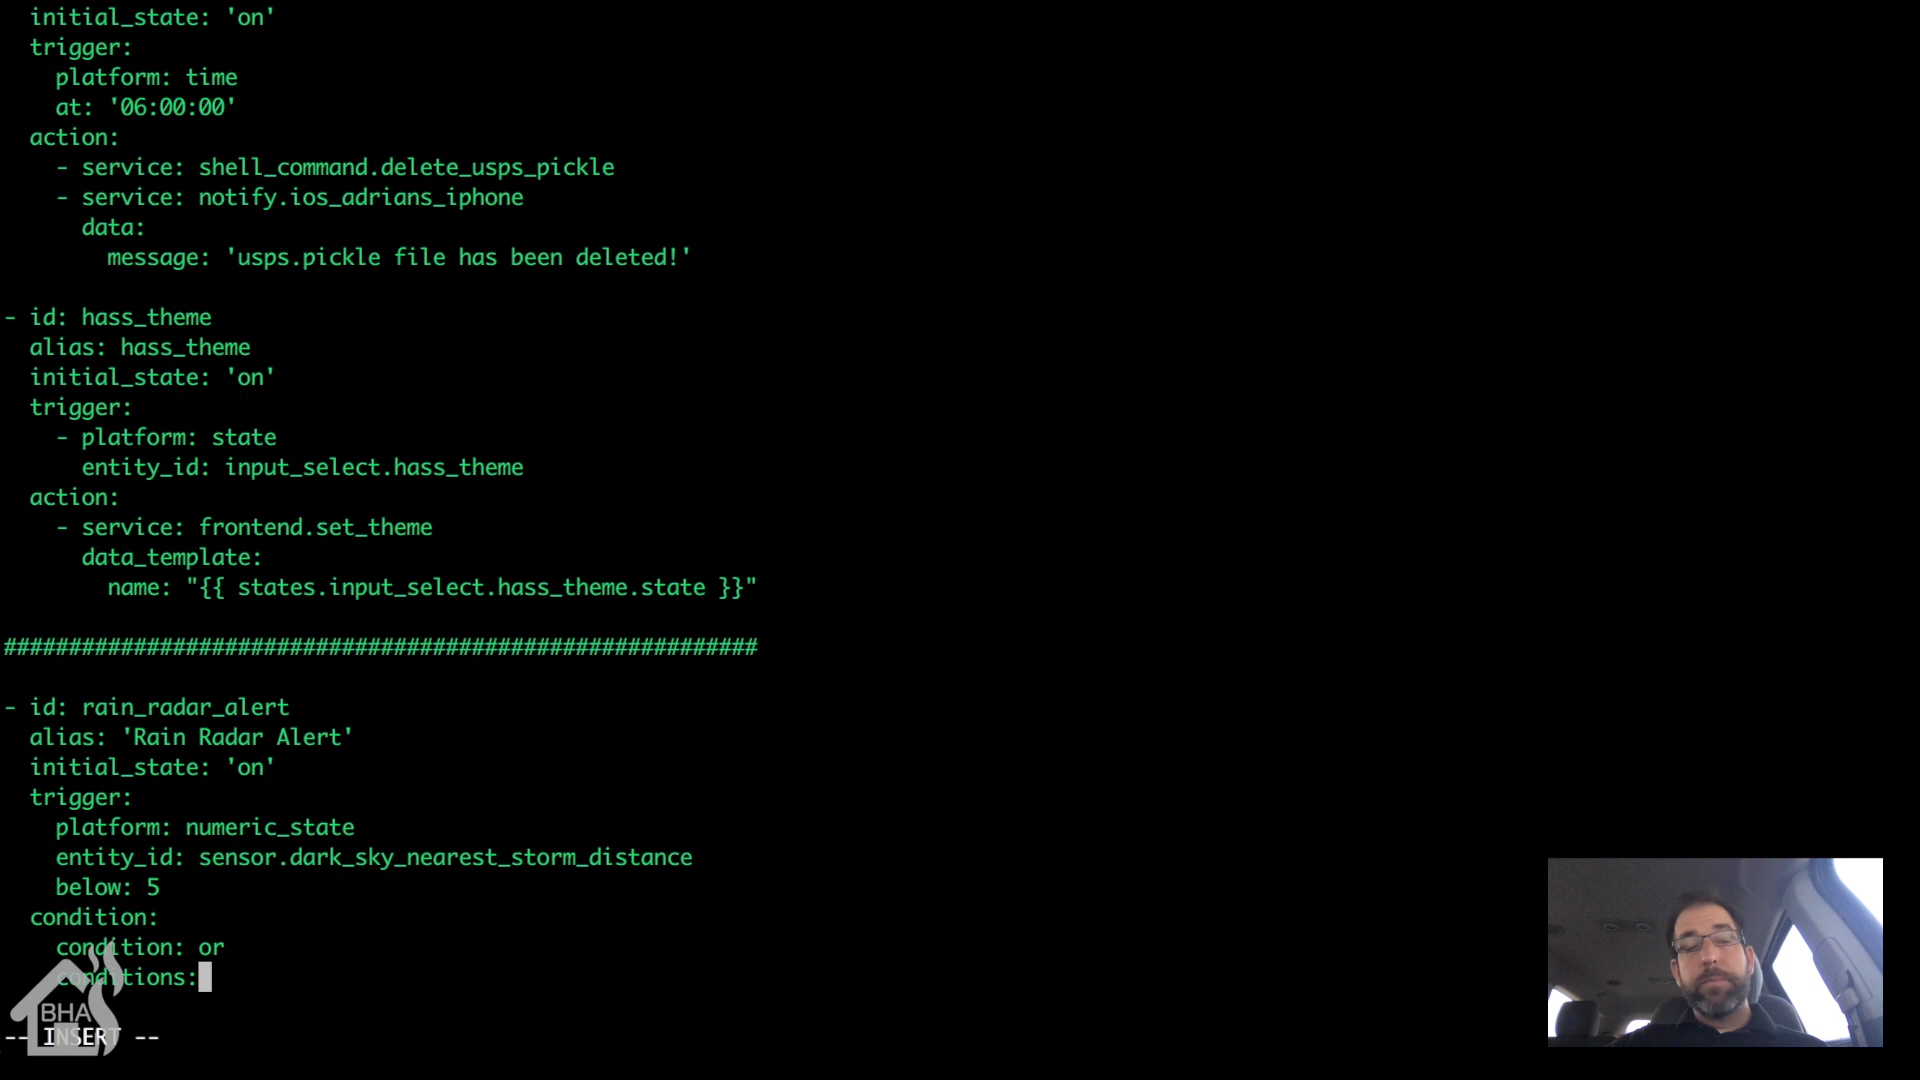 initial_state: 'on'
trigger:
platform: time
at: '06:00:00'
action:
- service: shell_command.delete_usps_pickle
- service: notify.ios_adrians_iphone
data:
message: 'usps.pickle file has been deleted!'
- id: hass_theme
alias: hass_theme
initial_state: 'on'
trigger:
- platform: state
entity_id: input_select.hass_theme
action:
- service: frontend.set_theme
data_template:
name: "{{ states.input_select.hass_theme.state }}"
##########################################################
- id: rain_radar_alert
alias: 'Rain Radar Alert'
initial_state: 'on'
trigger:
platform: numeric_state
entity_id: sensor.dark_sky_nearest_storm_distance
below: 5
condition:
condition: or
conditions:
BHA
-- INSERT --